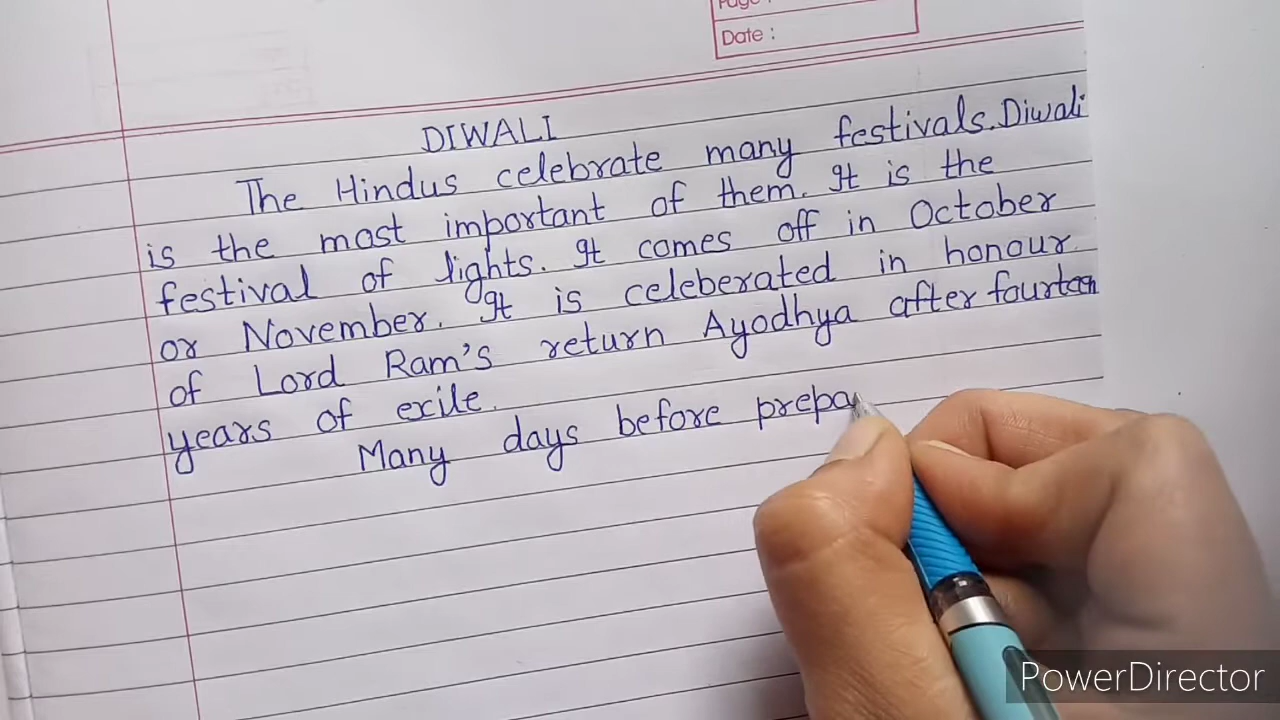 Page :
Date :
DIWALI
The Hindus celebrate many festivals. Diwali
is the most important of them. It is the
festival of lights. It comes off in October
or November. It is celeberated in honour
of Lord Ram's return Ayodhya after fourteen
years of exile.
Many days before prepa
PowerDirector